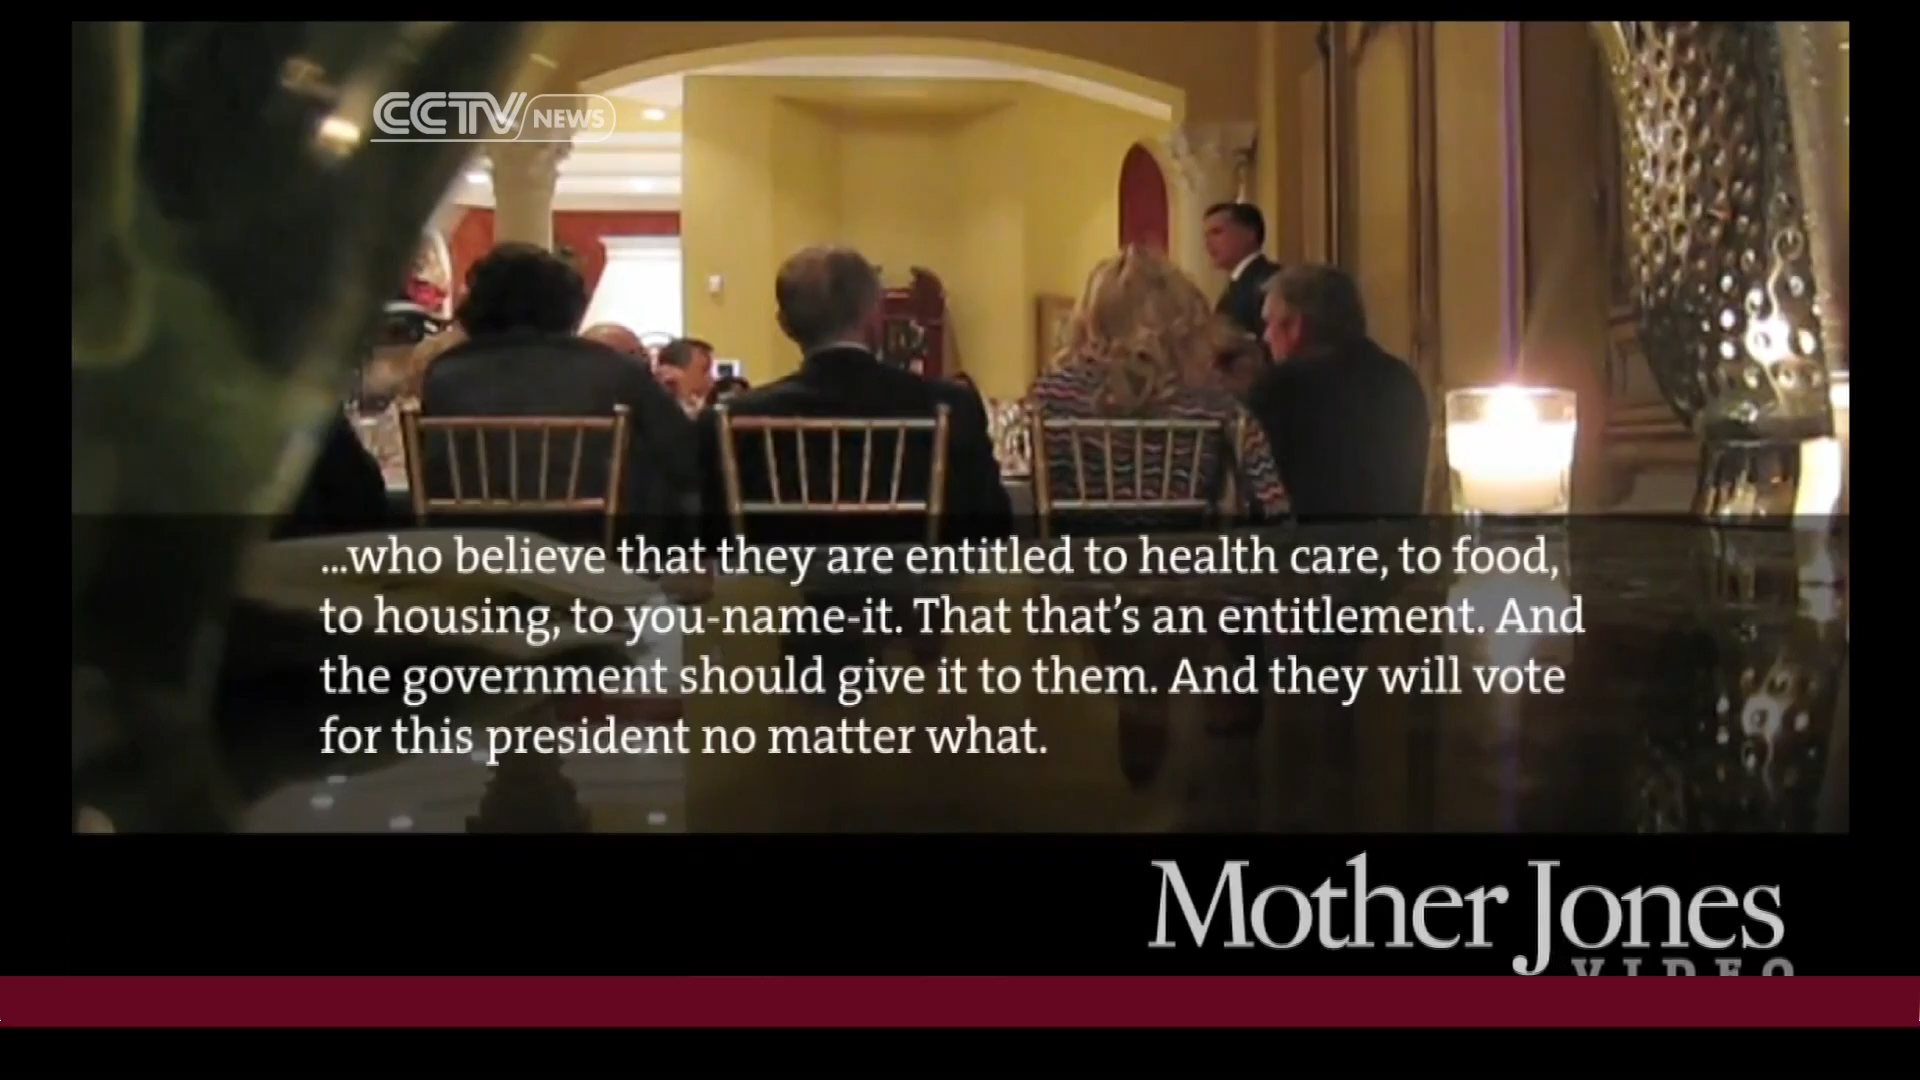 CCTV NEWS
...who believe that they are entitled to health care, to food,
to housing, to you-name-it. That that's an entitlement. And
the government should give it to them. And they will vote
for this president no matter what.
Mother Jones
VIDEO